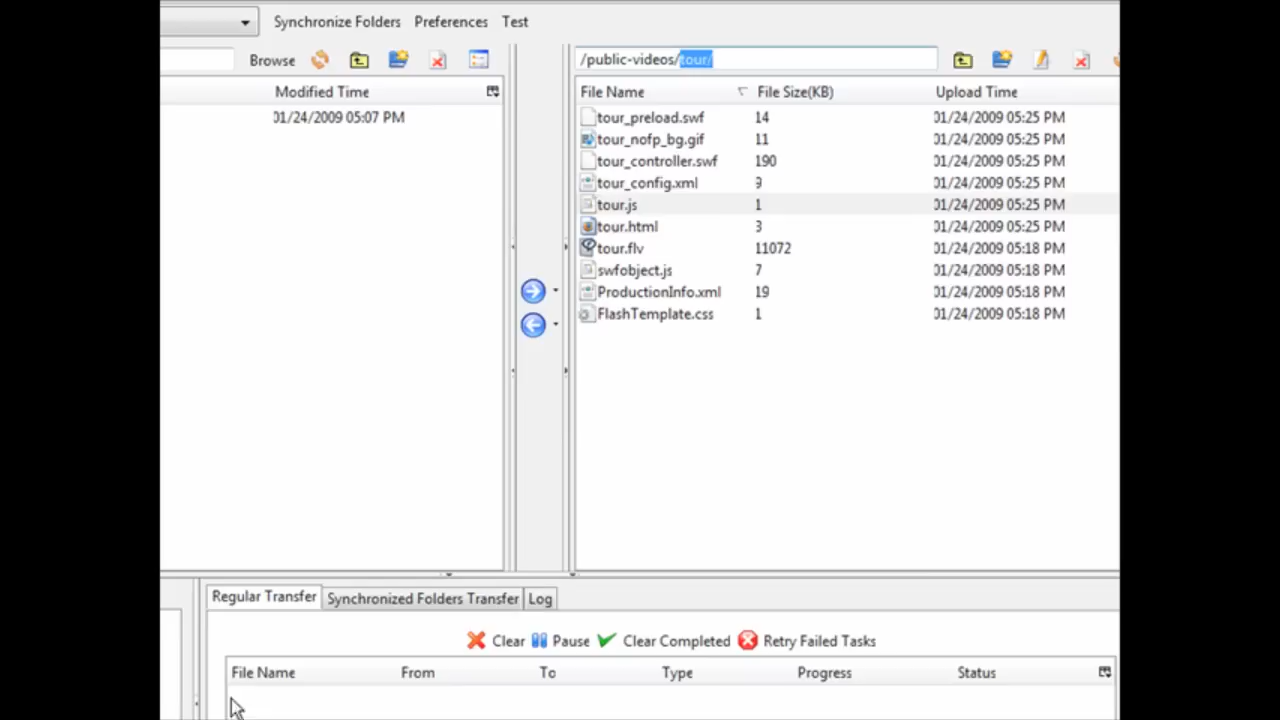 Synchronize Folders Preferences Test
Browse
/public-videos/tour/
Modified Time
File Name File Size(KB) Upload Time
01/24/2009 05:07 PM
tour_preload.swf 14 01/24/2009 05:25 PM
tour_nofp_bg.gif 11 01/24/2009 05:25 PM
tour_controller.swf 190 01/24/2009 05:25 PM
tour_config.xml 9 01/24/2009 05:25 PM
tour.js 1 01/24/2009 05:25 PM
tour.html 3 01/24/2009 05:25 PM
tour.flv 11072 01/24/2009 05:18 PM
swfobject.js 7 01/24/2009 05:18 PM
ProductionInfo.xml 19 01/24/2009 05:18 PM
FlashTemplate.css 1 01/24/2009 05:18 PM
Regular Transfer Synchronized Folders Transfer Log
Clear Pause Clear Completed Retry Failed Tasks
File Name From To Type Progress Status